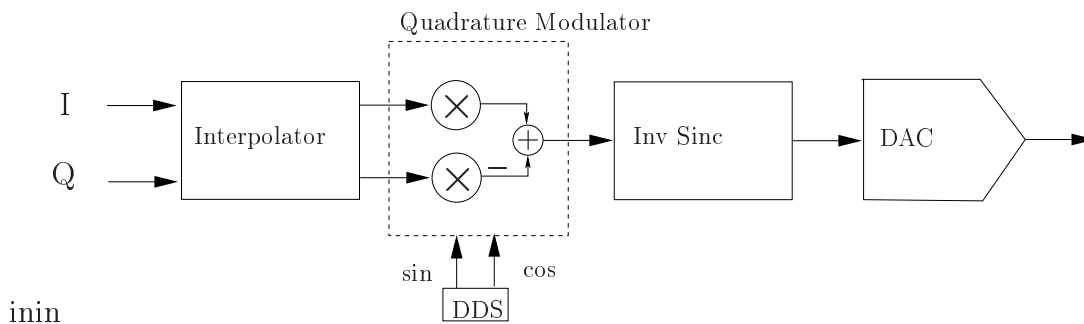 Quadrature Modulator
I
Q
Interpolator
×
×
−
+
Inv Sinc
DAC
sin
cos
DDS
inin